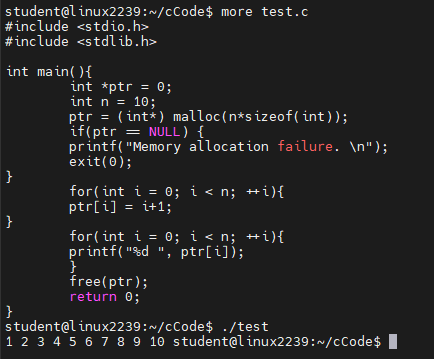 student@linux2239:~/cCode$ more test.c
#include <stdio.h>
#include <stdlib.h>

int main(){
        int *ptr = 0;
        int n = 10;
        ptr = (int*) malloc(n*sizeof(int));
        if(ptr == NULL) {
        printf("Memory allocation failure. \n");
        exit(0);
}
        for(int i = 0; i < n; ++i){
        ptr[i] = i+1;
}
        for(int i = 0; i < n; ++i){
        printf("%d ", ptr[i]);
        }
        free(ptr);
        return 0;
}
student@linux2239:~/cCode$ ./test
1 2 3 4 5 6 7 8 9 10 student@linux2239:~/cCode$